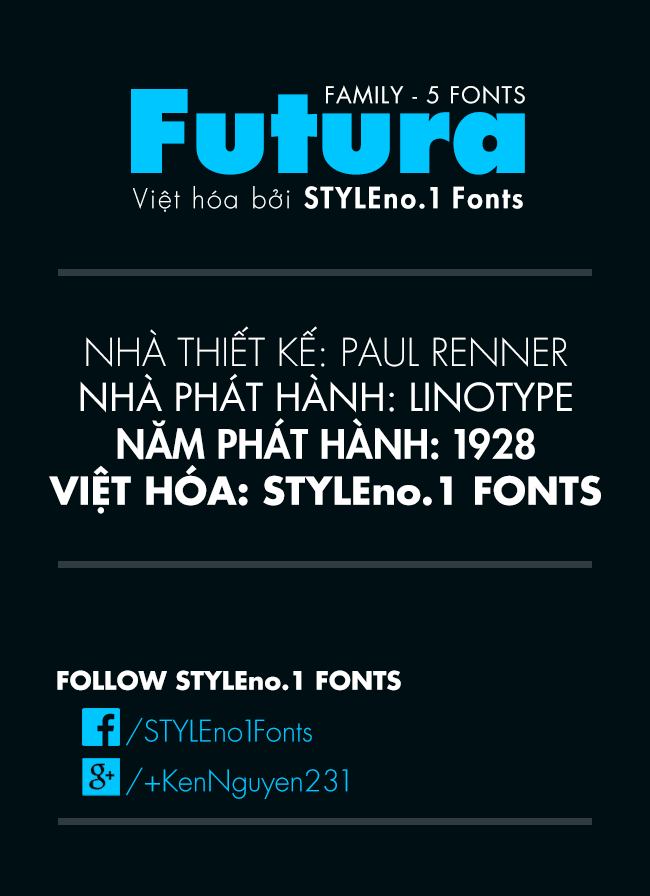 FAMILY - 5 FONTS
Futura
Việt hóa bởi STYLEno.1 Fonts
NHÀ THIẾT KẾ: PAUL RENNER
NHÀ PHÁT HÀNH: LINOTYPE
NĂM PHÁT HÀNH: 1928
VIỆT HÓA: STYLEno.1 FONTS
FOLLOW STYLEno.1 FONTS
f /STYLEno1Fonts
g+ /+KenNguyen231